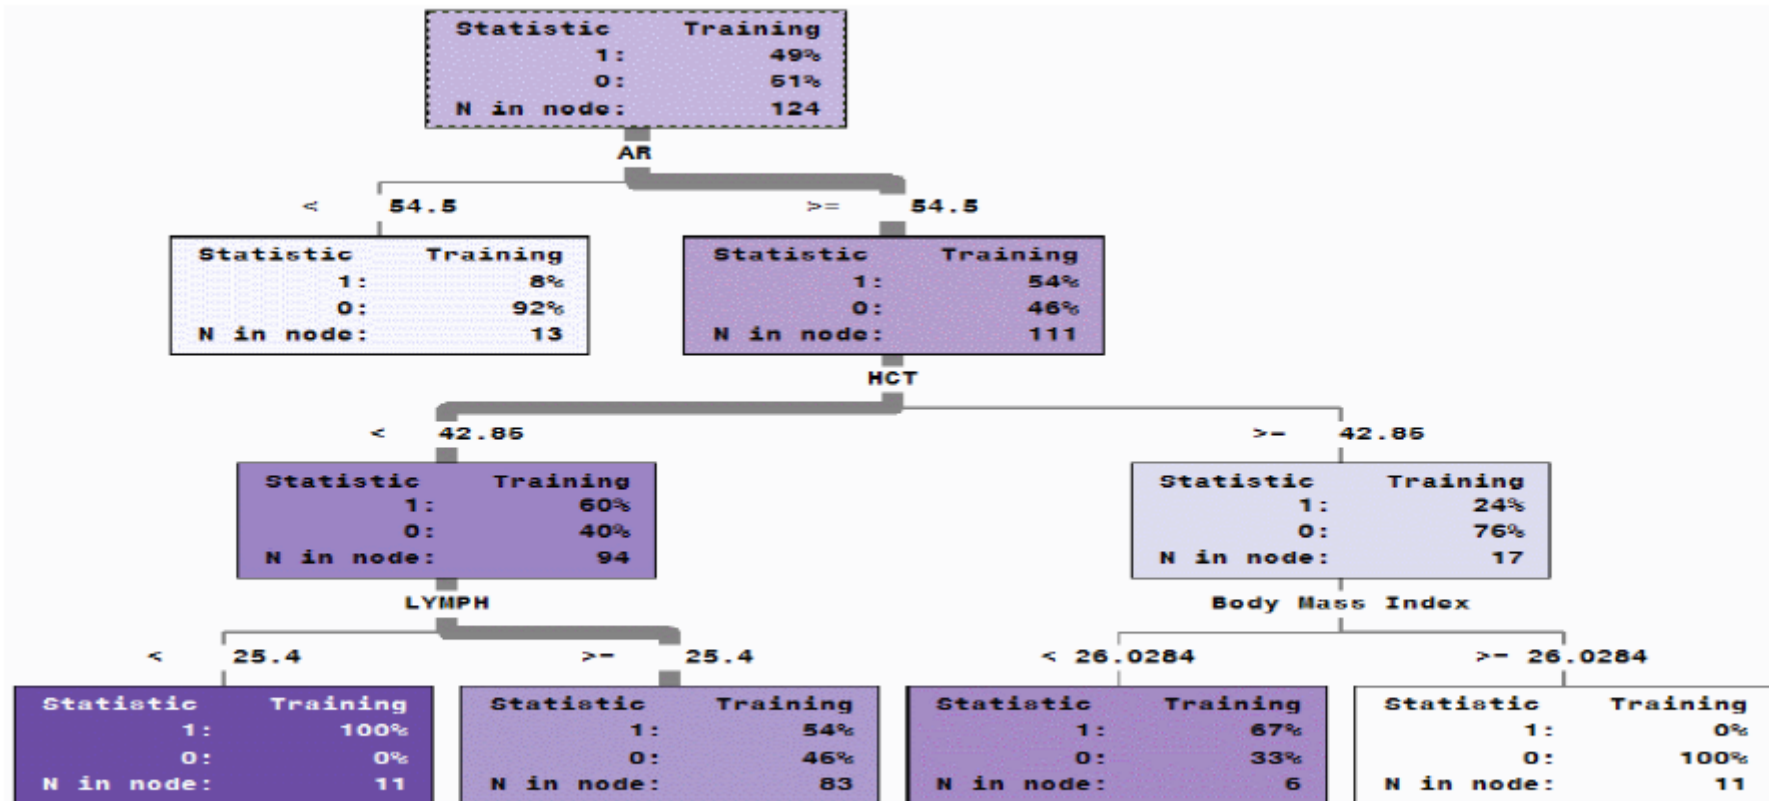 Statistic Training
1: 49%
0: 51%
N in node: 124
AR
< 54.5
>= 54.5
Statistic Training
1: 8%
0: 92%
N in node: 13
Statistic Training
1: 54%
0: 46%
N in node: 111
HCT
< 42.85
>= 42.85
Statistic Training
1: 60%
0: 40%
N in node: 94
Statistic Training
1: 24%
0: 76%
N in node: 17
LYMPH
Body Mass Index
< 25.4
>= 25.4
< 26.0284
>= 26.0284
Statistic Training
1: 100%
0: 0%
N in node: 11
Statistic Training
1: 54%
0: 46%
N in node: 83
Statistic Training
1: 67%
0: 33%
N in node: 6
Statistic Training
1: 0%
0: 100%
N in node: 11